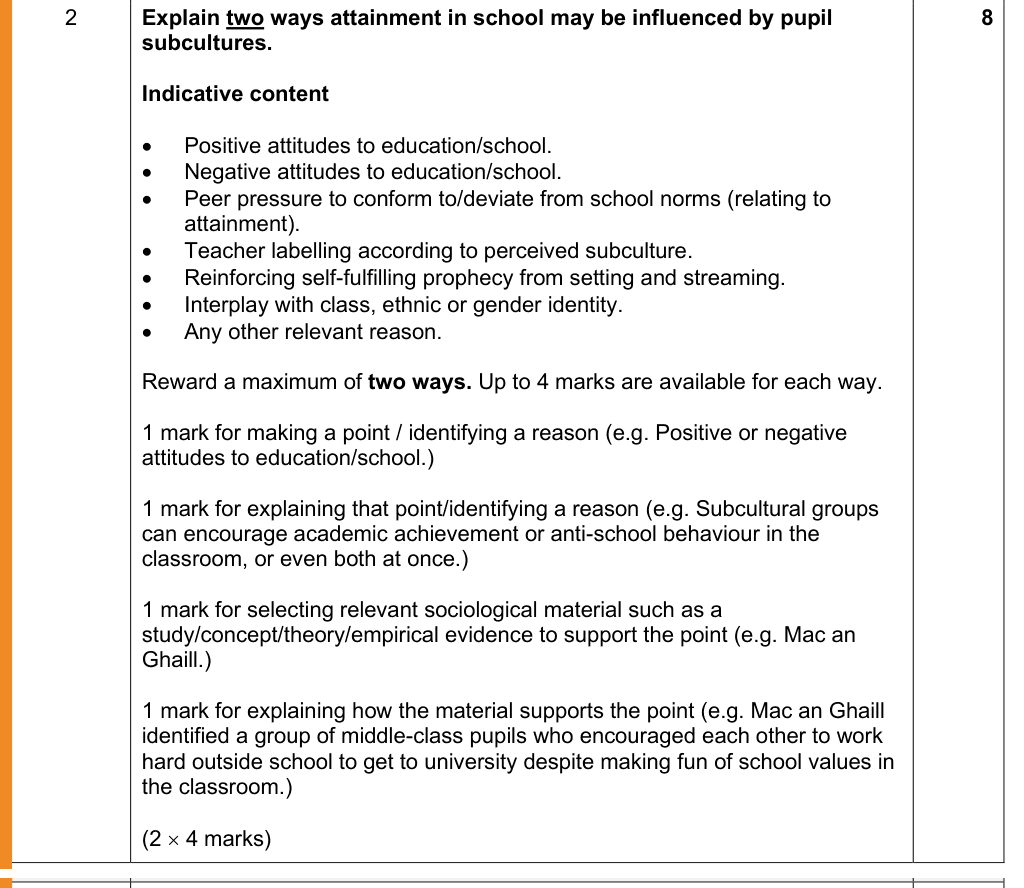 2
Explain two ways attainment in school may be influenced by pupil
subcultures.
8
Indicative content
• Positive attitudes to education/school.
• Negative attitudes to education/school.
• Peer pressure to conform to/deviate from school norms (relating to
attainment).
• Teacher labelling according to perceived subculture.
• Reinforcing self-fulfilling prophecy from setting and streaming.
• Interplay with class, ethnic or gender identity.
• Any other relevant reason.
Reward a maximum of two ways. Up to 4 marks are available for each way.
1 mark for making a point / identifying a reason (e.g. Positive or negative
attitudes to education/school.)
1 mark for explaining that point/identifying a reason (e.g. Subcultural groups
can encourage academic achievement or anti-school behaviour in the
classroom, or even both at once.)
1 mark for selecting relevant sociological material such as a
study/concept/theory/empirical evidence to support the point (e.g. Mac an
Ghaill.)
1 mark for explaining how the material supports the point (e.g. Mac an Ghaill
identified a group of middle-class pupils who encouraged each other to work
hard outside school to get to university despite making fun of school values in
the classroom.)
(2 × 4 marks)